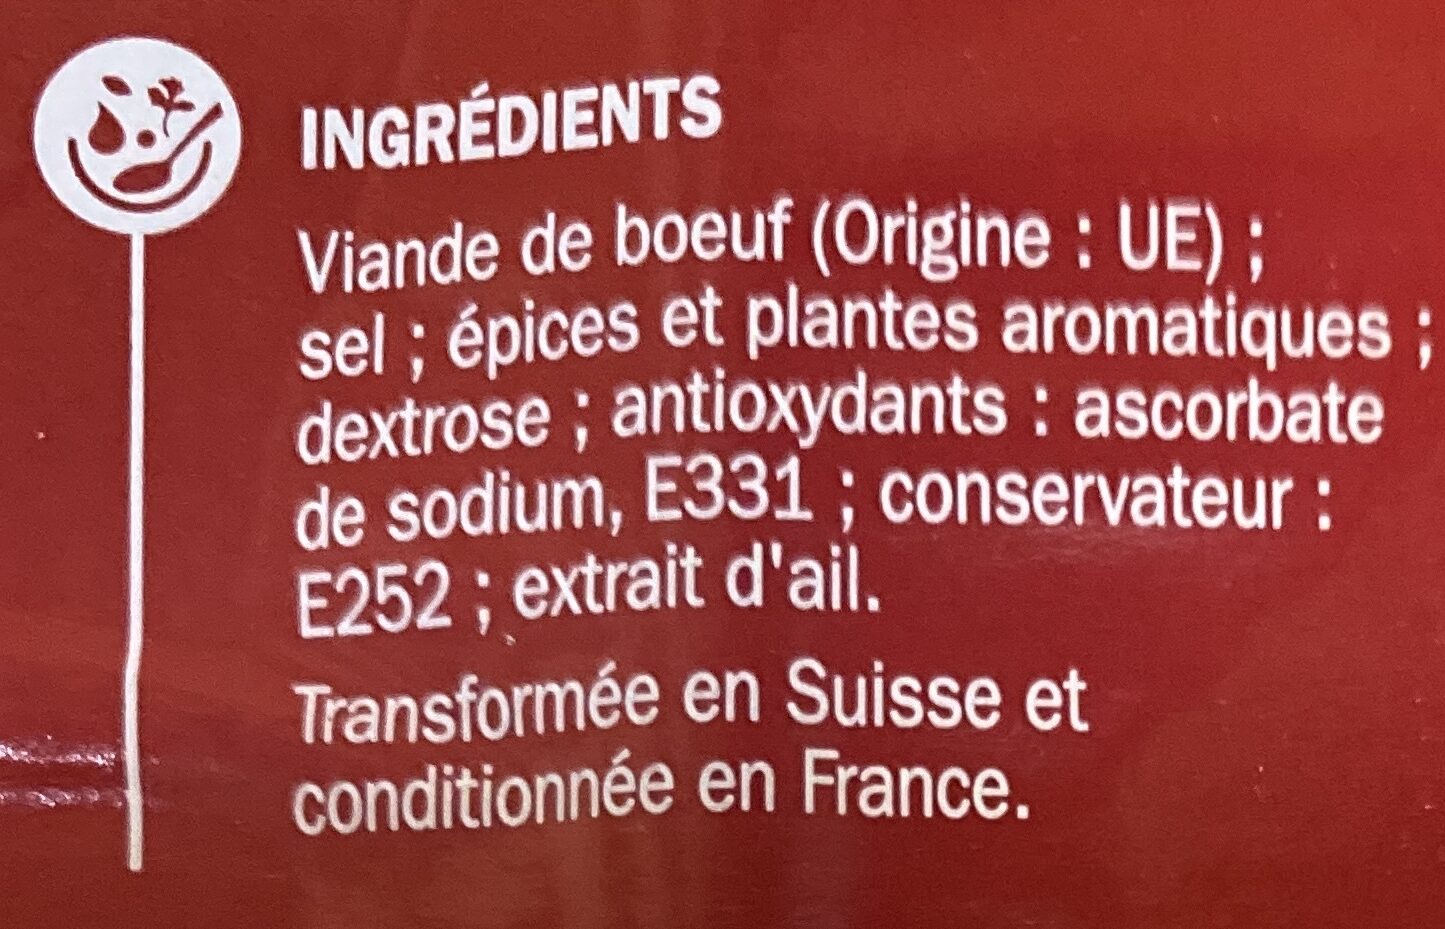 INGRÉDIENTS
Viande de boeuf (Origine : UE) ;
sel ; épices et plantes aromatiques ;
dextrose ; antioxydants : ascorbate
de sodium, E331 ; conservateur :
E252 ; extrait d'ail.
Transformée en Suisse et
conditionnée en France.